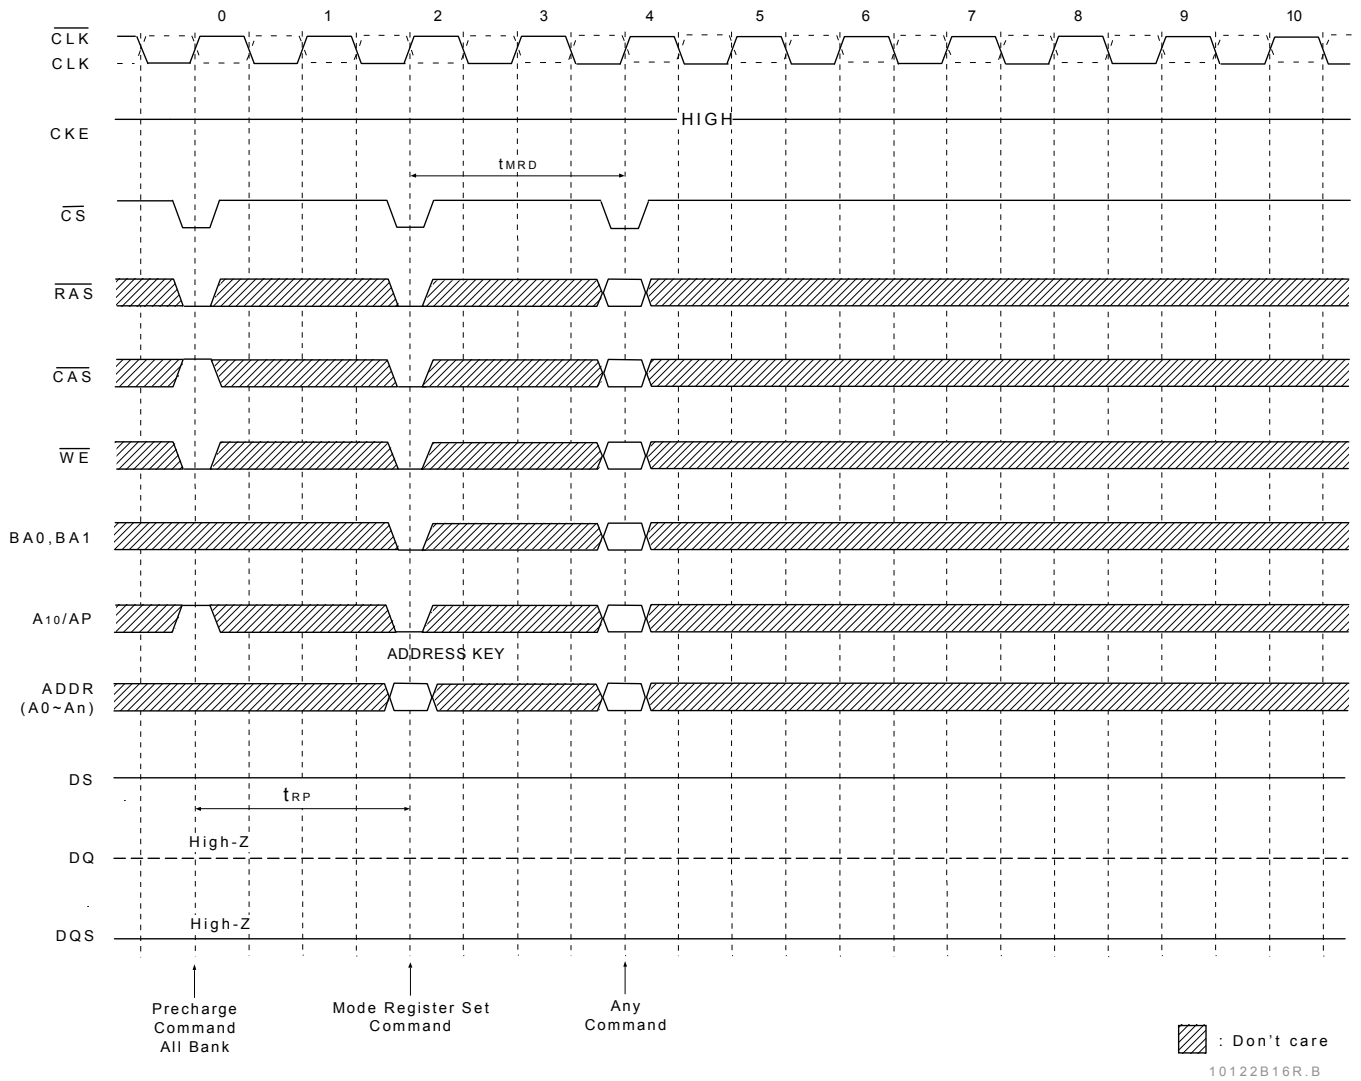 0 1 2 3 4 5 6 7 8 9 10
CLK
CLK
HIGH
CKE
tMRD
CS
RAS
CAS
WE
BA0,BA1
A10/AP
ADDRESS KEY
ADDR
(A0~An)
DS
tRP
High-Z
DQ
High-Z
DQS
Precharge
Command
All Bank
Mode Register Set
Command
Any
Command
: Don't care
10122B16R.B